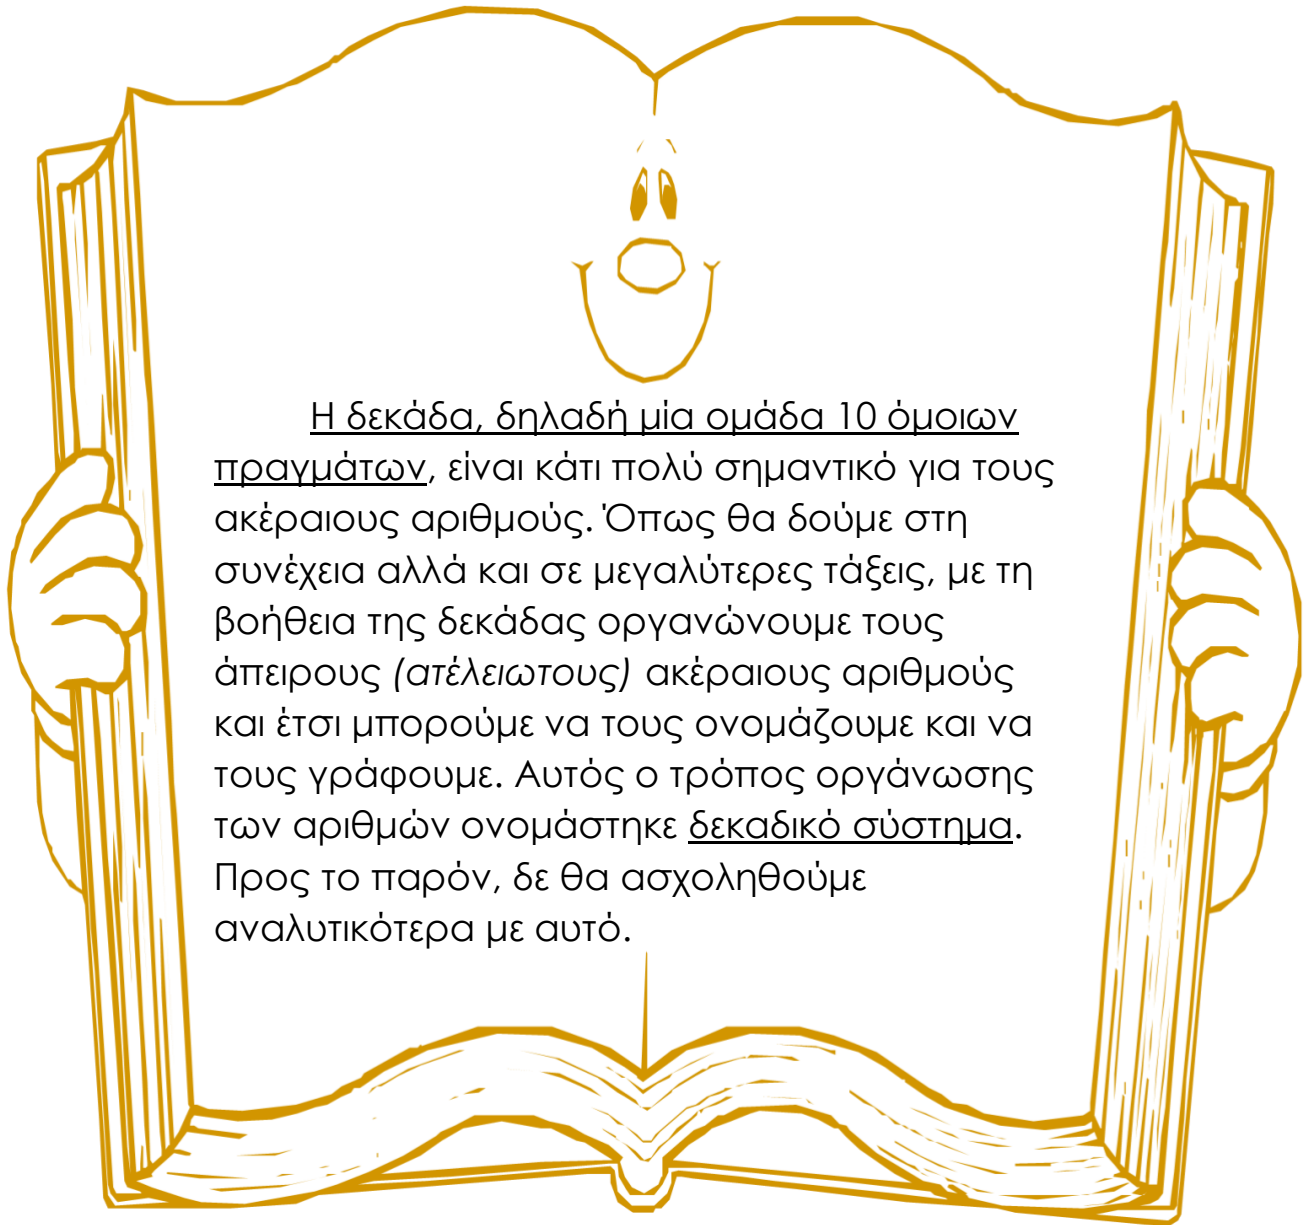 Η δεκάδα, δηλαδή μία ομάδα 10 όμοιων
πραγμάτων, είναι κάτι πολύ σημαντικό για τους
ακέραιους αριθμούς. Όπως θα δούμε στη
συνέχεια αλλά και σε μεγαλύτερες τάξεις, με τη
βοήθεια της δεκάδας οργανώνουμε τους
άπειρους (ατέλειωτους) ακέραιους αριθμούς
και έτσι μπορούμε να τους ονομάζουμε και να
τους γράφουμε. Αυτός ο τρόπος οργάνωσης
των αριθμών ονομάστηκε δεκαδικό σύστημα.
Προς το παρόν, δε θα ασχοληθούμε
αναλυτικότερα με αυτό.